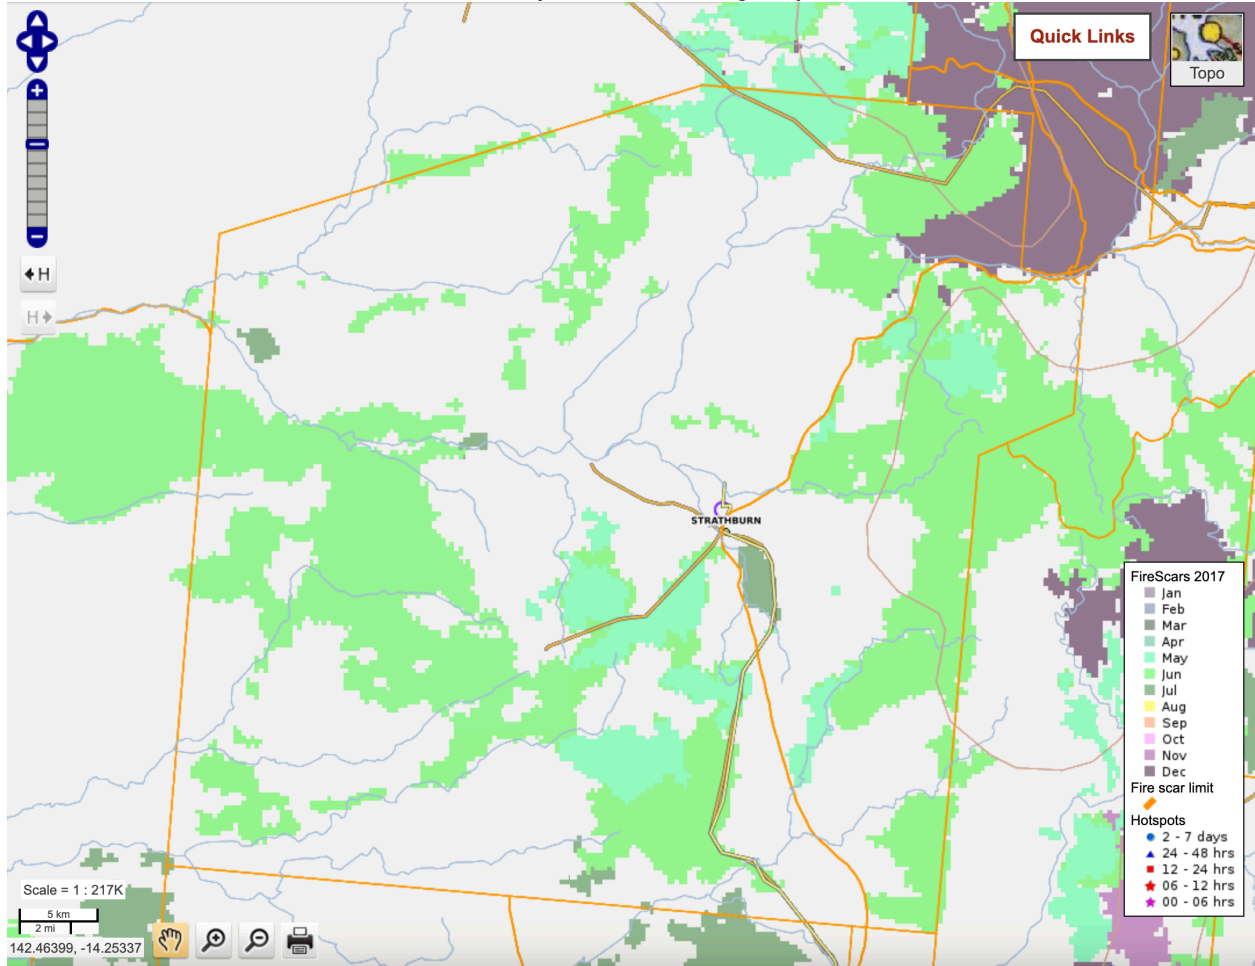 Quick Links
Topo
H
H
STRATHBURN
FireScars 2017
Jan
Feb
Mar
Apr
May
Jun
Jul
Aug
Sep
Oct
Nov
Dec
Fire scar limit
Hotspots
2 - 7 days
24 - 48 hrs
12 - 24 hrs
06 - 12 hrs
00 - 06 hrs
Scale = 1 : 217K
5 km
2 mi
142.46399, -14.25337